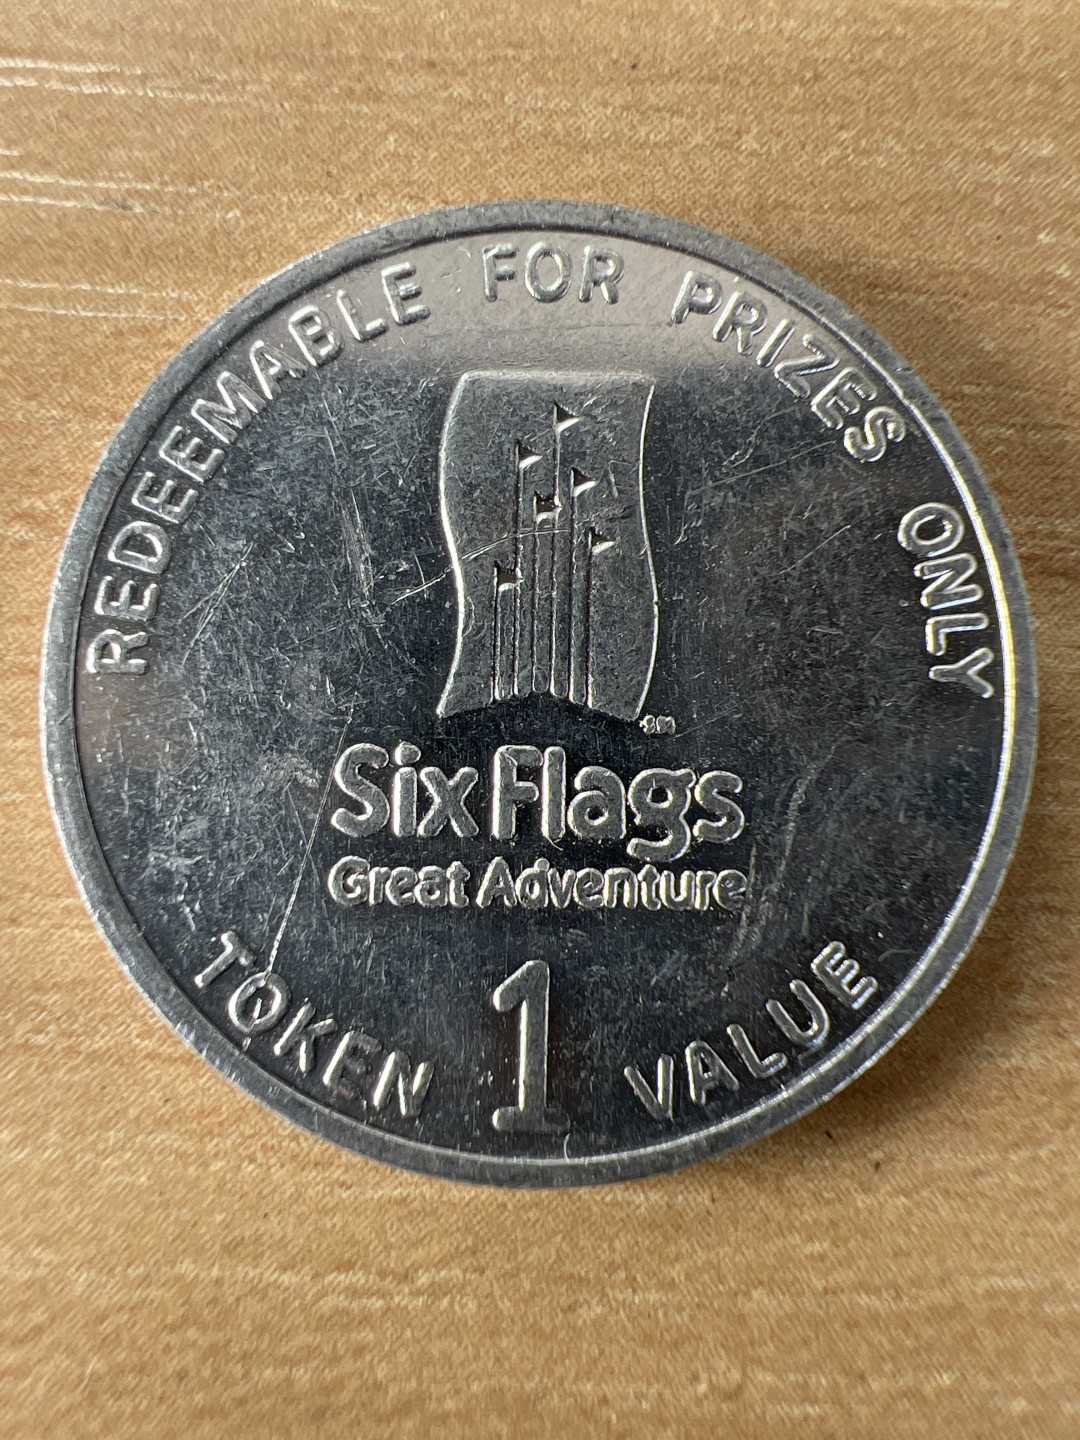 REDEEMABLE FOR PRIZES ONLY
SM
Six Flags
Great Adventure
TOKEN 1 VALUE